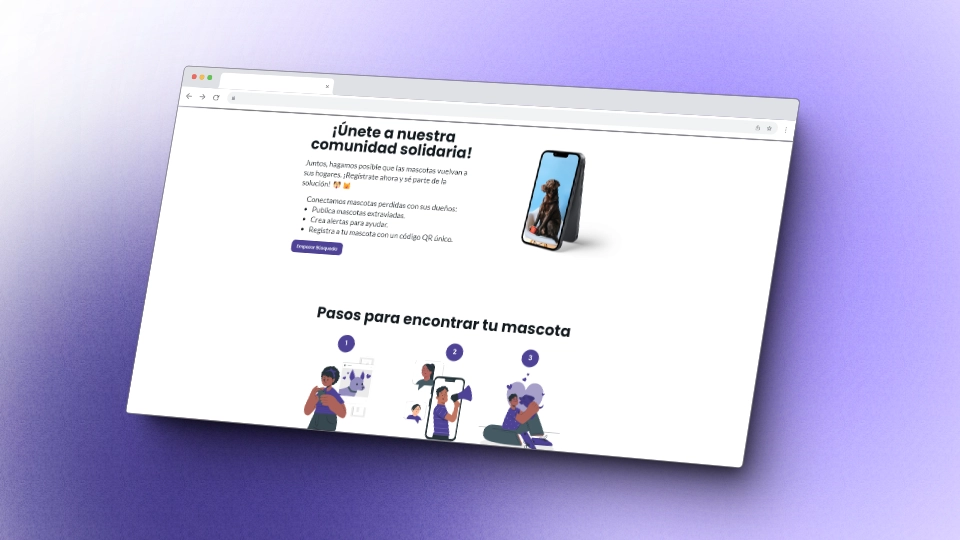 ¡Únete a nuestra
comunidad solidaria!
Juntos, hagamos posible que las mascotas vuelvan a
sus hogares. ¡Regístrate ahora y sé parte de la
solución! 🐶 🐱
Conectamos mascotas perdidas con sus dueños:
• Publica mascotas extraviadas.
• Crea alertas para ayudar.
• Registra a tu mascota con un código QR único.
Empezar Búsqueda
Pasos para encontrar tu mascota
1
2
3